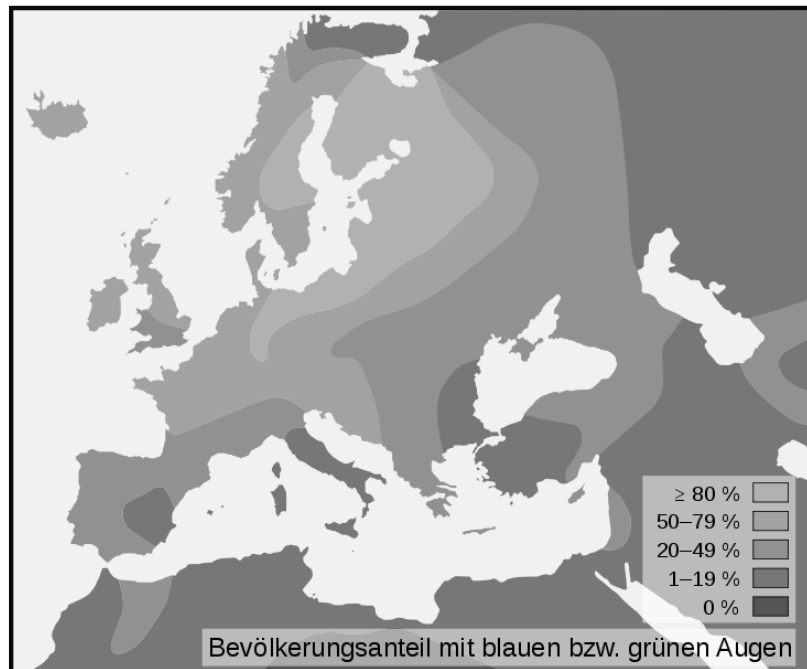 ≥ 80 %
50–79 %
20–49 %
1–19 %
0 %
Bevölkerungsanteil mit blauen bzw. grünen Augen